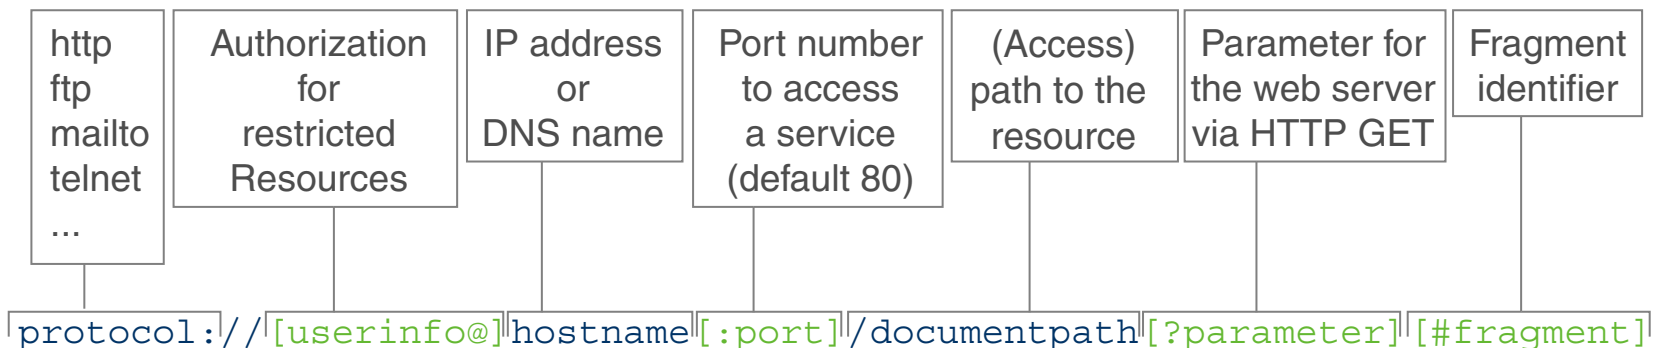 http
ftp
mailto
telnet
...
Authorization
for
restricted
Resources
IP address
or
DNS name
Port number
to access
a service
(default 80)
(Access)
path to the
resource
Parameter for
the web server
via HTTP GET
Fragment
identifier
protocol://[userinfo@]hostname[:port]/documentpath[?parameter][#fragment]